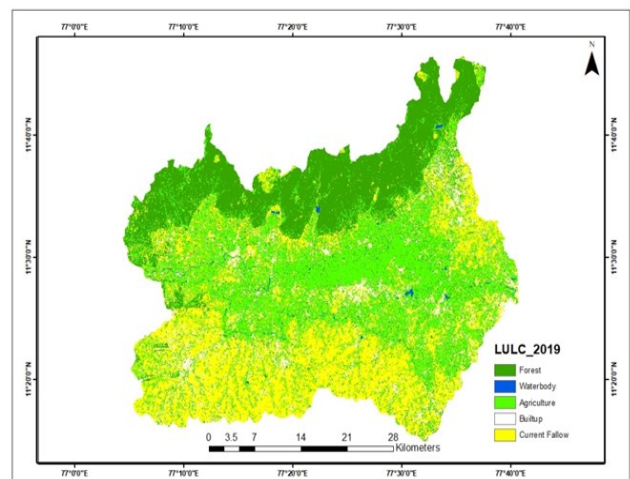 77°0'0"E 77°10'0"E 77°20'0"E 77°30'0"E 77°40'0"E
N
11°40'0"N 11°40'0"N
11°30'0"N 11°30'0"N
11°20'0"N 11°20'0"N
LULC_2019
Forest
Waterbody
Agriculture
Builtup
Current Fallow
0 3.5 7 14 21 28
Kilometers
77°0'0"E 77°10'0"E 77°20'0"E 77°30'0"E 77°40'0"E